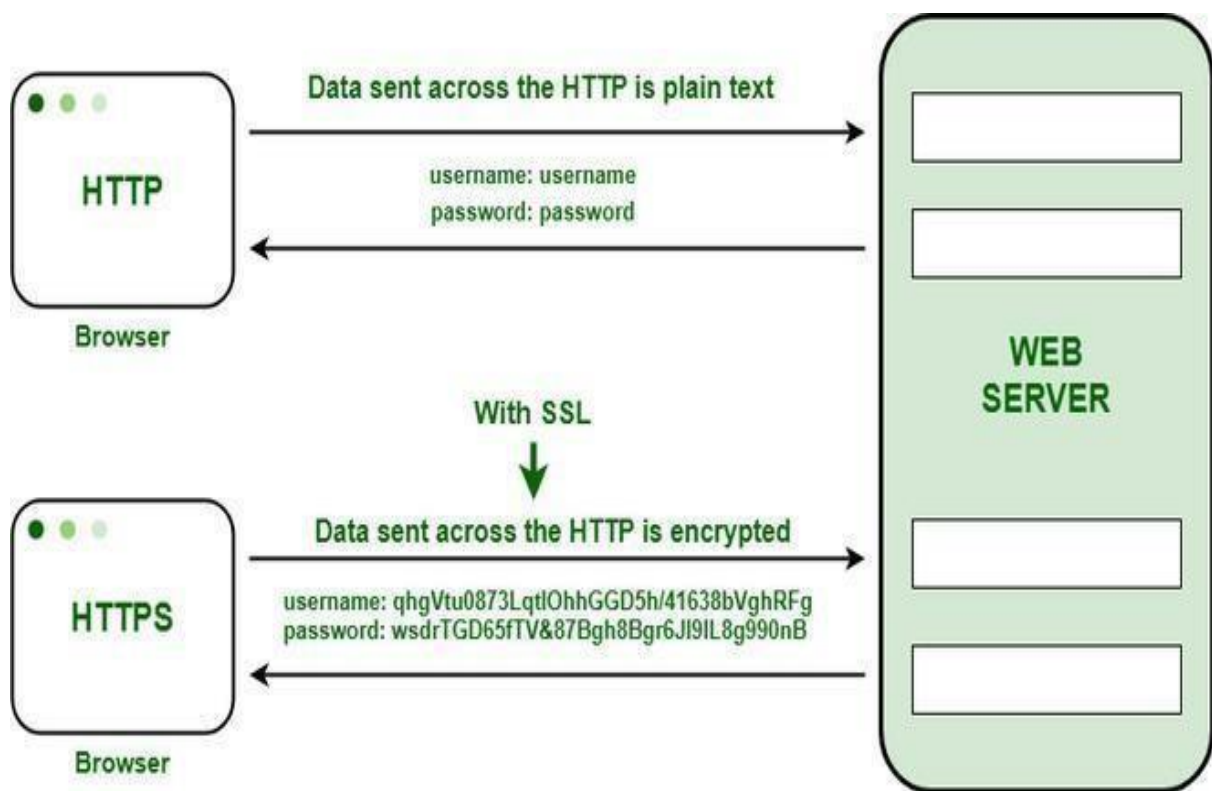 Data sent across the HTTP is plain text
HTTP
username: username
password: password
Browser
WEB
SERVER
With SSL
Data sent across the HTTP is encrypted
HTTPS
username: qhgVtu0873LqtlOhhGGD5h/41638bVghRFg
password: wsdrTGD65fTV&87Bgh8Bgr6Jl9lL8g990nB
Browser